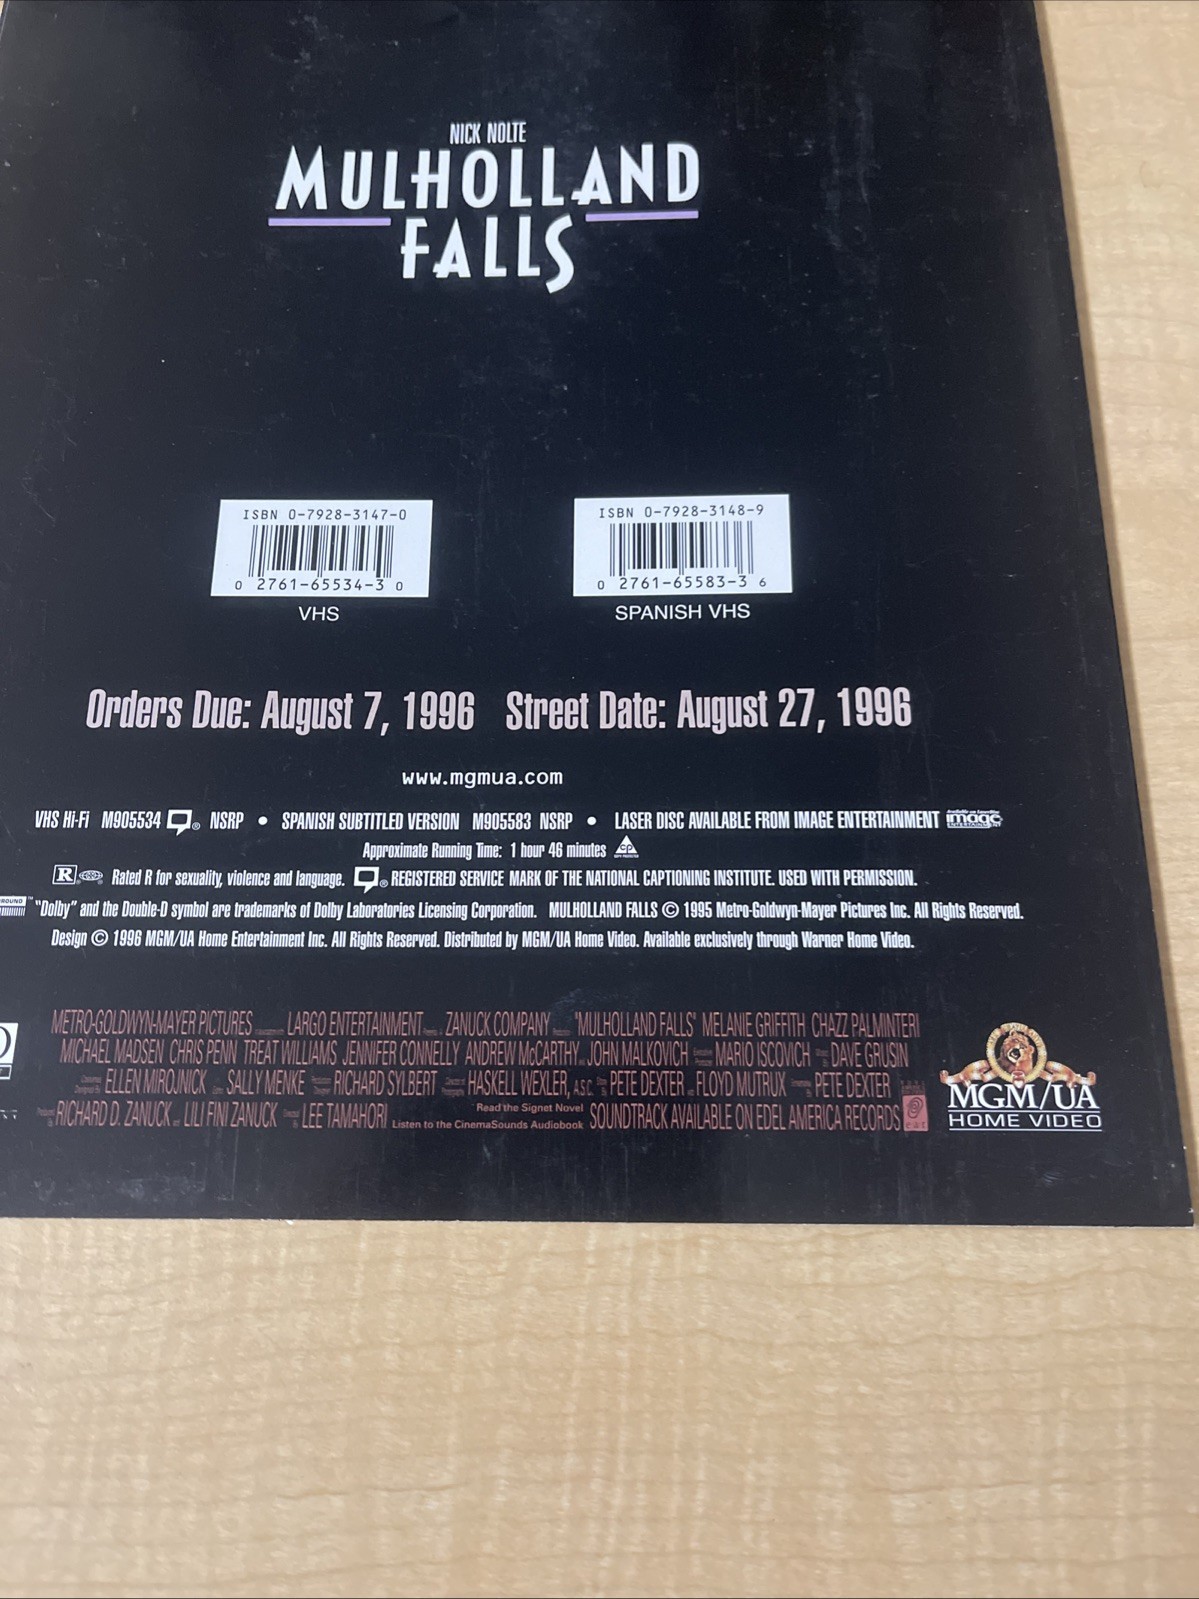 NICK NOLTE
MULHOLLAND
FALLS
ISBN 0-7928-3147-0
0 2761-65534-3 0
VHS
ISBN 0-7928-3148-9
0 2761-65583-3 6
SPANISH VHS
Orders Due: August 7, 1996 Street Date: August 27, 1996
www.mgmua.com
VHS Hi-Fi M905534 ® NSRP • SPANISH SUBTITLED VERSION M905583 NSRP • LASER DISC AVAILABLE FROM IMAGE ENTERTAINMENT image ENTERTAINMENT
Approximate Running Time: 1 hour 46 minutes CP
R Rated R for sexuality, violence and language. ® REGISTERED SERVICE MARK OF THE NATIONAL CAPTIONING INSTITUTE. USED WITH PERMISSION.
"Dolby" and the Double-D symbol are trademarks of Dolby Laboratories Licensing Corporation. MULHOLLAND FALLS © 1995 Metro-Goldwyn-Mayer Pictures Inc. All Rights Reserved.
Design © 1996 MGM/UA Home Entertainment Inc. All Rights Reserved. Distributed by MGM/UA Home Video. Available exclusively through Warner Home Video.
METRO-GOLDWYN-MAYER PICTURES LARGO ENTERTAINMENT ZANUCK COMPANY "MULHOLLAND FALLS" MELANIE GRIFFITH CHAZZ PALMINTERI
MICHAEL MADSEN CHRIS PENN TREAT WILLIAMS JENNIFER CONNELLY ANDREW McCARTHY JOHN MALKOVICH MARIO ISCOVICH DAVE GRUSIN
ELLEN MIROJNICK SALLY MENKE RICHARD SYLBERT HASKELL WEXLER, A.S.C. PETE DEXTER FLOYD MUTRUX PETE DEXTER
RICHARD D. ZANUCK LILI FINI ZANUCK LEE TAMAHORI Read the Signet Novel
Listen to the CinemaSounds Audiobook SOUNDTRACK AVAILABLE ON EDEL AMERICA RECORDS
MGM/UA
HOME VIDEO